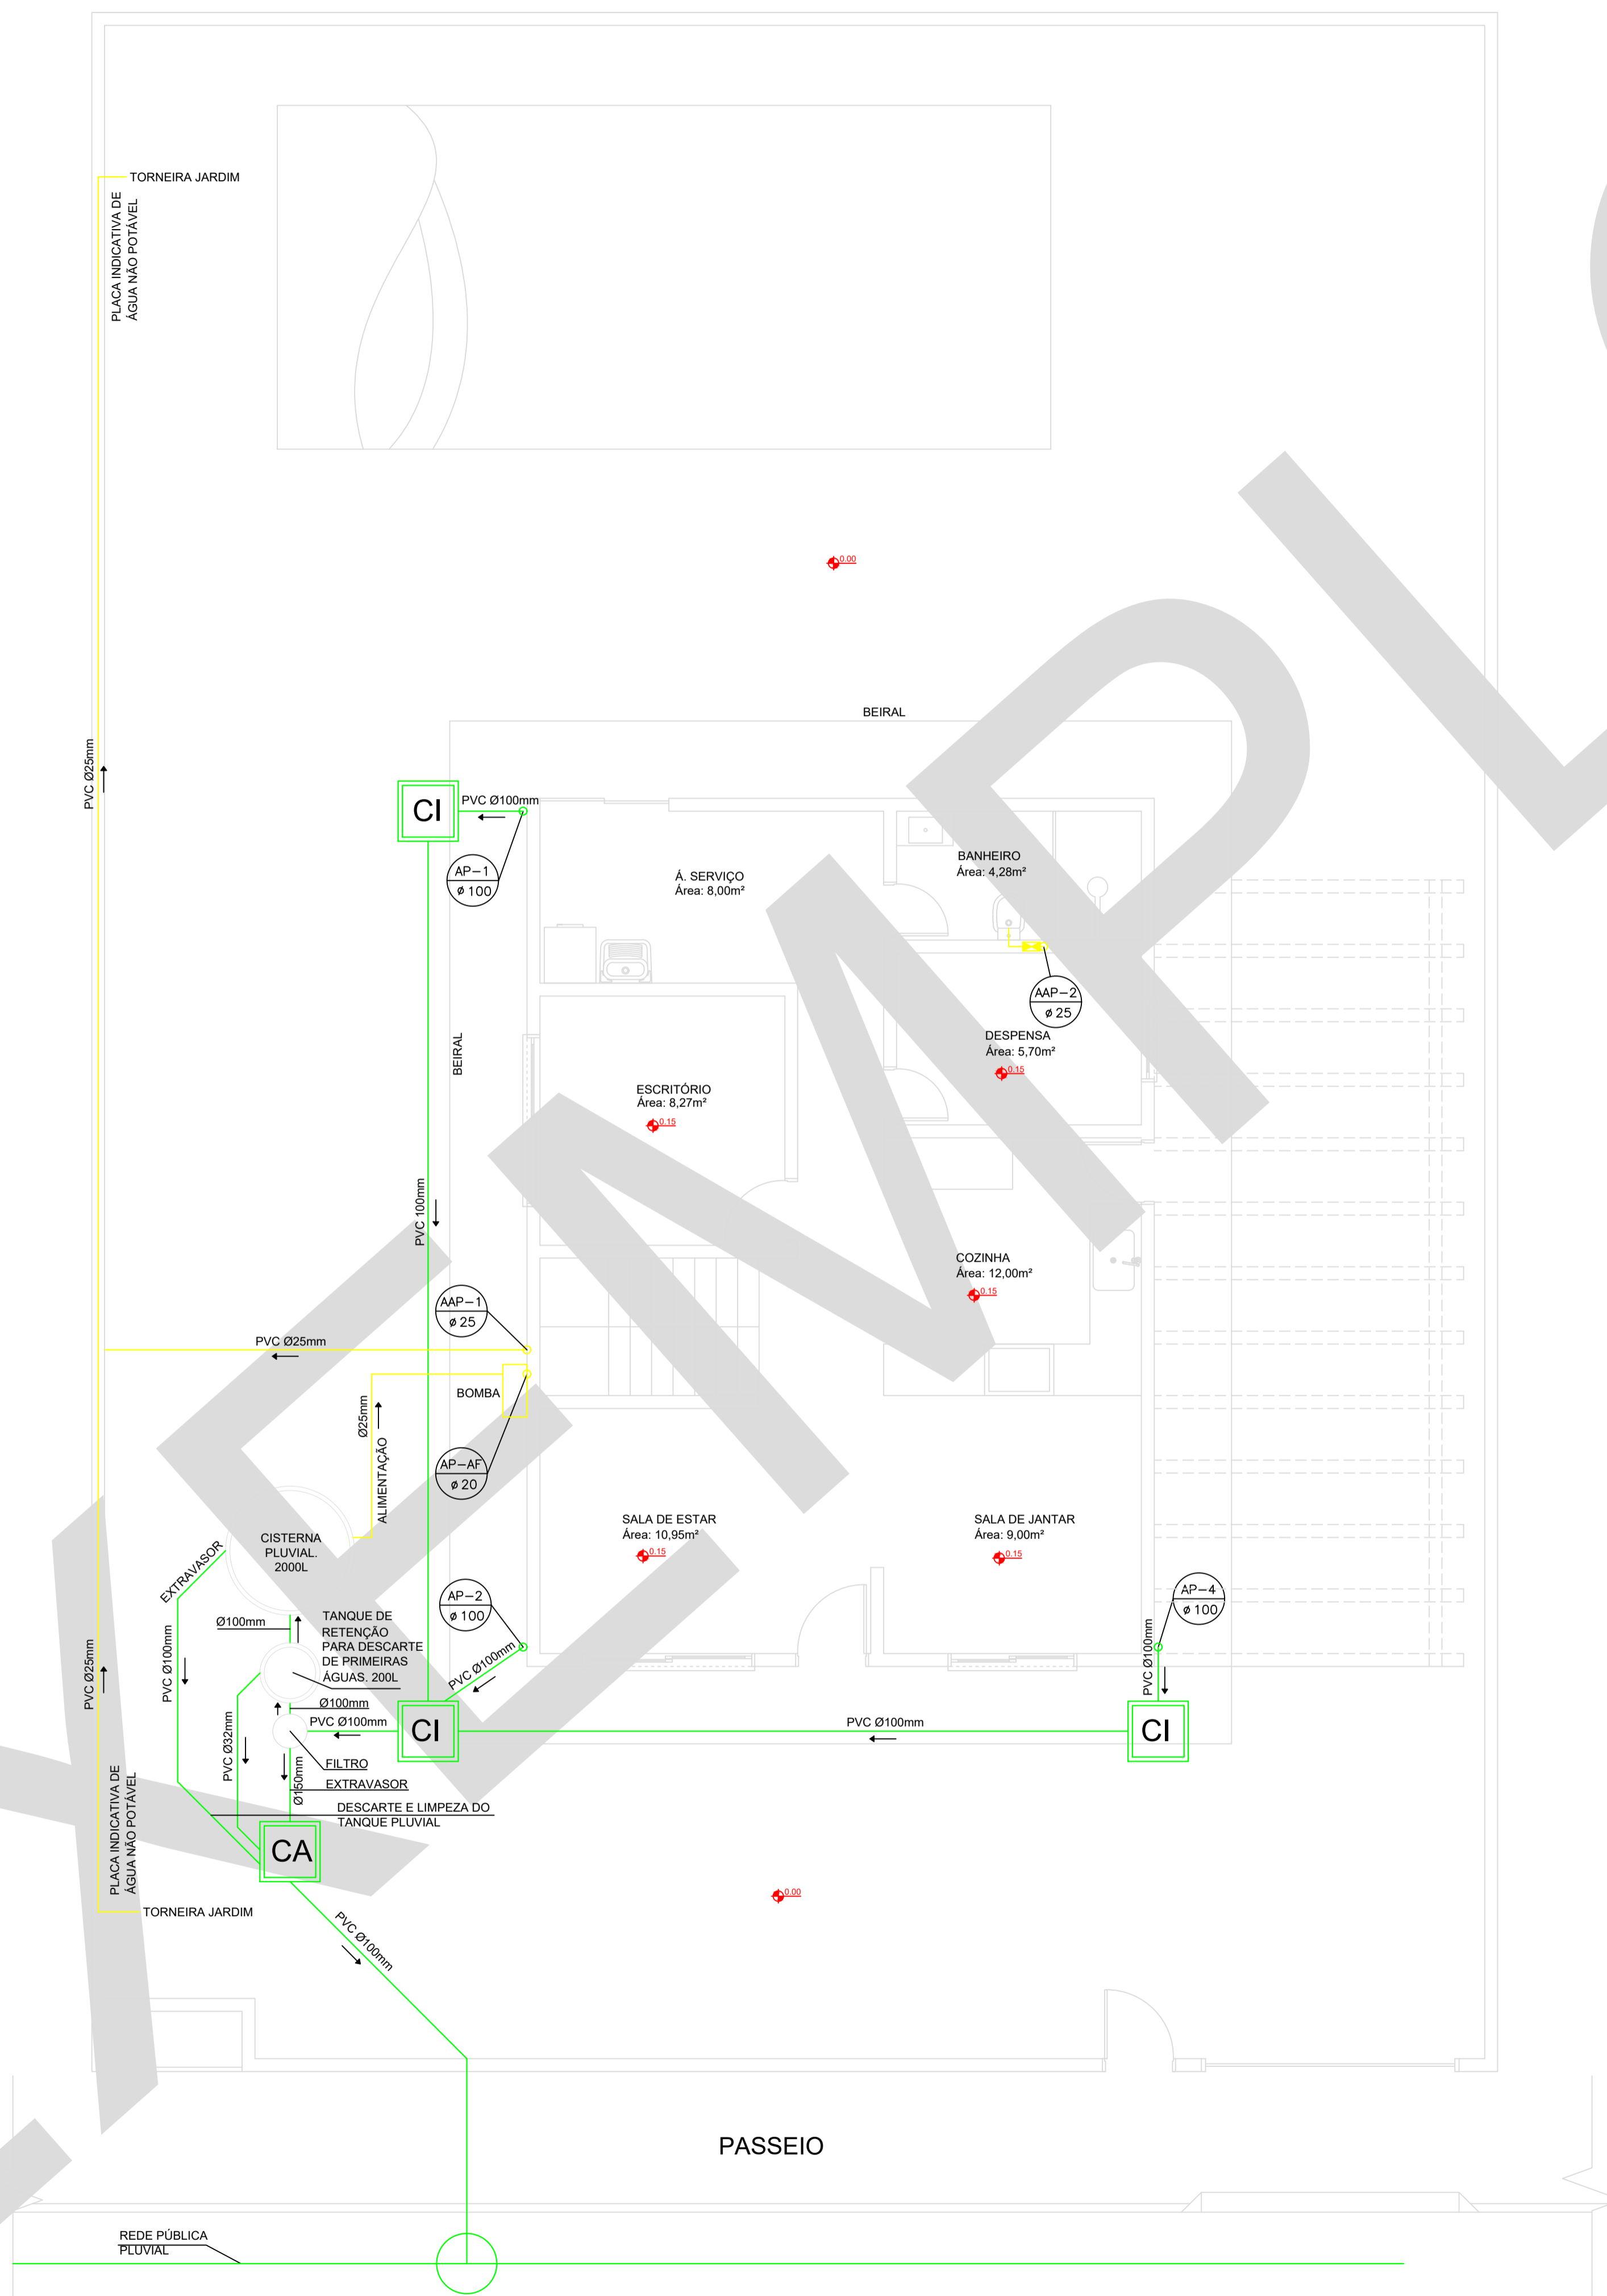 TORNEIRA JARDIM
PLACA INDICATIVA DE
ÁGUA NÃO POTÁVEL
0.00
BEIRAL
PVC Ø25mm
CI
PVC Ø100mm
AP-1
ø 100
Á. SERVIÇO
Área: 8,00m²
BANHEIRO
Área: 4,28m²
AAP-2
ø 25
DESPENSA
Área: 5,70m²
0.15
BEIRAL
ESCRITÓRIO
Área: 8,27m²
0.15
PVC 100mm
COZINHA
Área: 12,00m²
0.15
AAP-1
ø 25
PVC Ø25mm
BOMBA
Ø25mm
ALIMENTAÇÃO
AP-AF
ø 20
SALA DE ESTAR
Área: 10,95m²
0.15
SALA DE JANTAR
Área: 9,00m²
0.15
CISTERNA
PLUVIAL.
2000L
EXTRAVASOR
AP-2
ø 100
AP-4
ø 100
Ø100mm
TANQUE DE
RETENÇÃO
PARA DESCARTE
DE PRIMEIRAS
ÁGUAS. 200L
PVC Ø25mm
PVC Ø100mm
PVC Ø100mm
PVC Ø100mm
Ø100mm
PVC Ø100mm
CI
PVC Ø100mm
CI
PVC Ø32mm
FILTRO
Ø150mm
EXTRAVASOR
DESCARTE E LIMPEZA DO
TANQUE PLUVIAL
CA
PLACA INDICATIVA DE
ÁGUA NÃO POTÁVEL
0.00
TORNEIRA JARDIM
PVC Ø100mm
PASSEIO
REDE PÚBLICA
PLUVIAL
EXEMPL